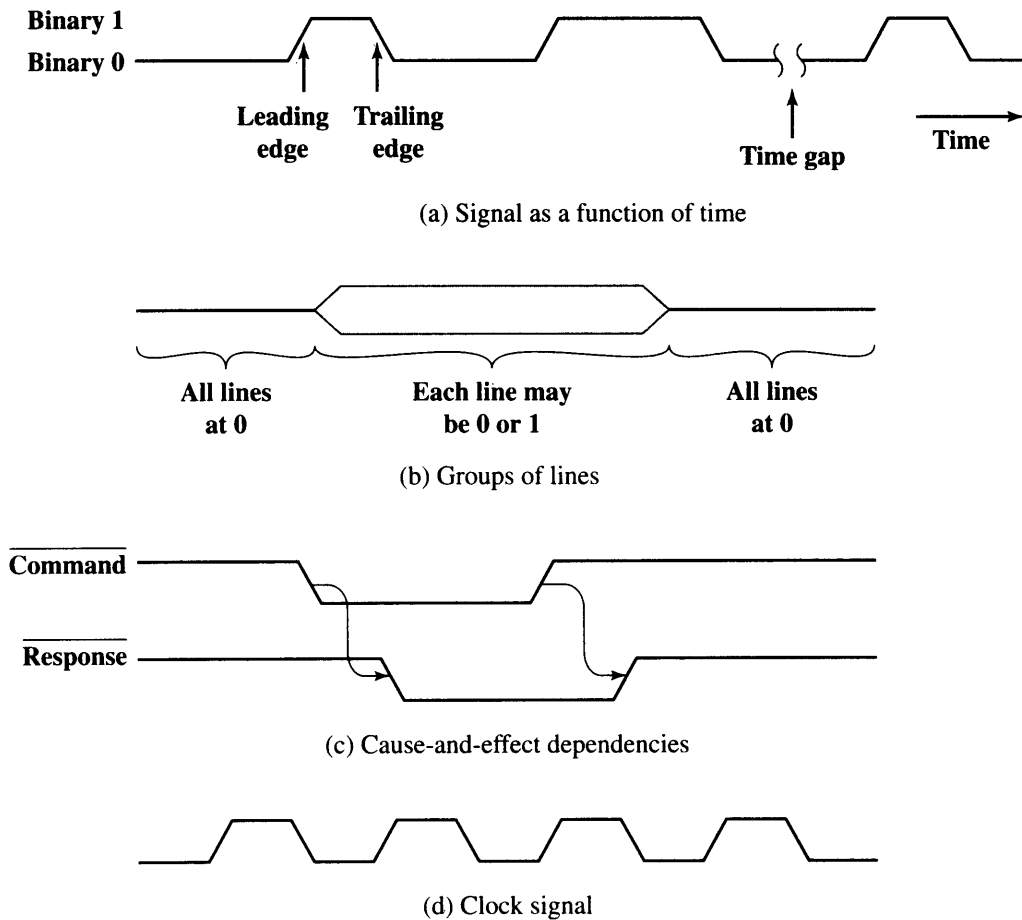 Binary 1
Binary 0
Leading
edge
Trailing
edge
Time gap
Time
(a) Signal as a function of time
All lines
at 0
Each line may
be 0 or 1
All lines
at 0
(b) Groups of lines
Command
Response
(c) Cause-and-effect dependencies
(d) Clock signal